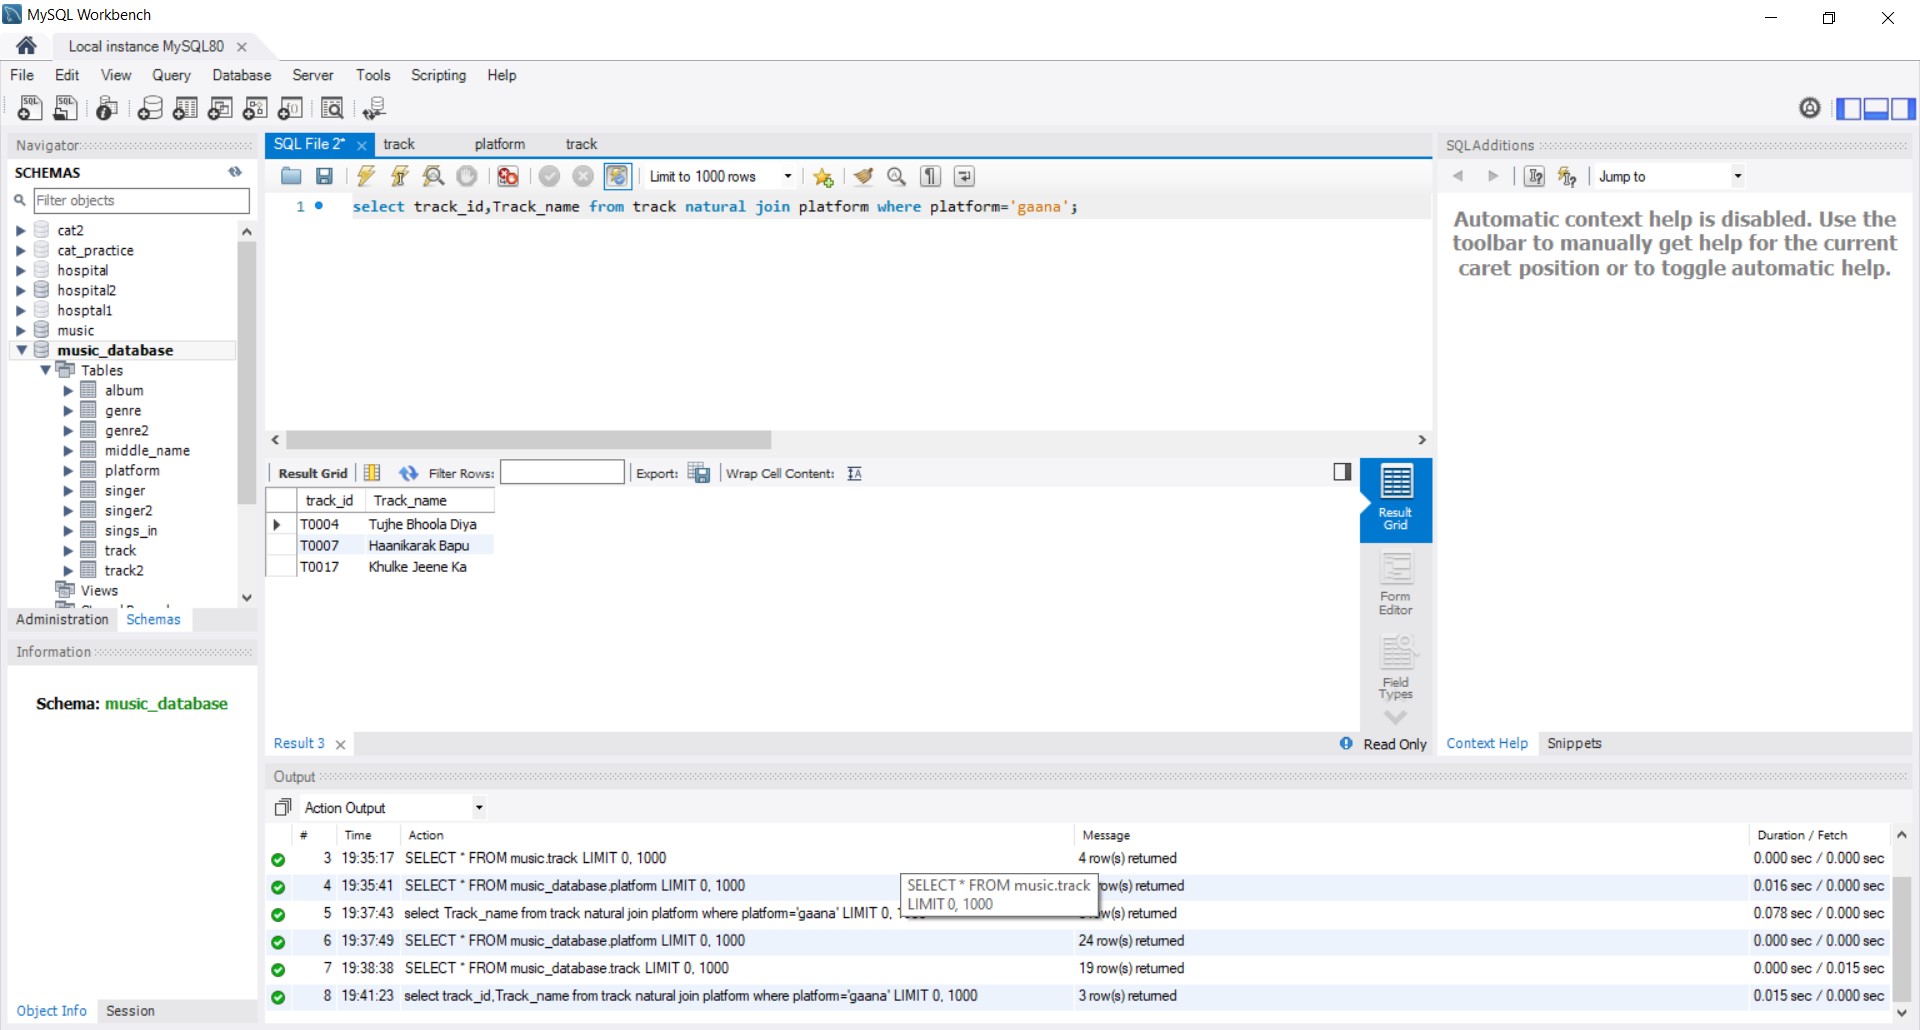 MySQL Workbench
Local instance MySQL80
File Edit View Query Database Server Tools Scripting Help
Navigator
SCHEMAS
Filter objects
cat2
cat_practice
hospital
hospital2
hosptal1
music
music_database
Tables
album
genre
genre2
middle_name
platform
singer
singer2
sings_in
track
track2
Views
Administration Schemas
Information
Schema: music_database
Object Info Session
SQL File 2* track platform track
Limit to 1000 rows
1 select track_id,Track_name from track natural join platform where platform='gaana';
Result Grid Filter Rows: Export: Wrap Cell Content:
track_id Track_name
T0004 Tujhe Bhoola Diya
T0007 Haanikarak Bapu
T0017 Khulke Jeene Ka
Result Grid
Form Editor
Field Types
Result 3 Read Only
SQLAdditions
Jump to
Automatic context help is disabled. Use the
toolbar to manually get help for the current
caret position or to toggle automatic help.
Context Help Snippets
Output
Action Output
# Time Action Message Duration / Fetch
3 19:35:17 SELECT * FROM music.track LIMIT 0, 1000 4 row(s) returned 0.000 sec / 0.000 sec
4 19:35:41 SELECT * FROM music_database.platform LIMIT 0, 1000 row(s) returned 0.016 sec / 0.000 sec
5 19:37:43 select Track_name from track natural join platform where platform='gaana' LIMIT 0, row(s) returned 0.078 sec / 0.000 sec
6 19:37:49 SELECT * FROM music_database.platform LIMIT 0, 1000 24 row(s) returned 0.000 sec / 0.000 sec
7 19:38:38 SELECT * FROM music_database.track LIMIT 0, 1000 19 row(s) returned 0.000 sec / 0.015 sec
8 19:41:23 select track_id,Track_name from track natural join platform where platform='gaana' LIMIT 0, 1000 3 row(s) returned 0.015 sec / 0.000 sec
SELECT * FROM music.track
LIMIT 0, 1000